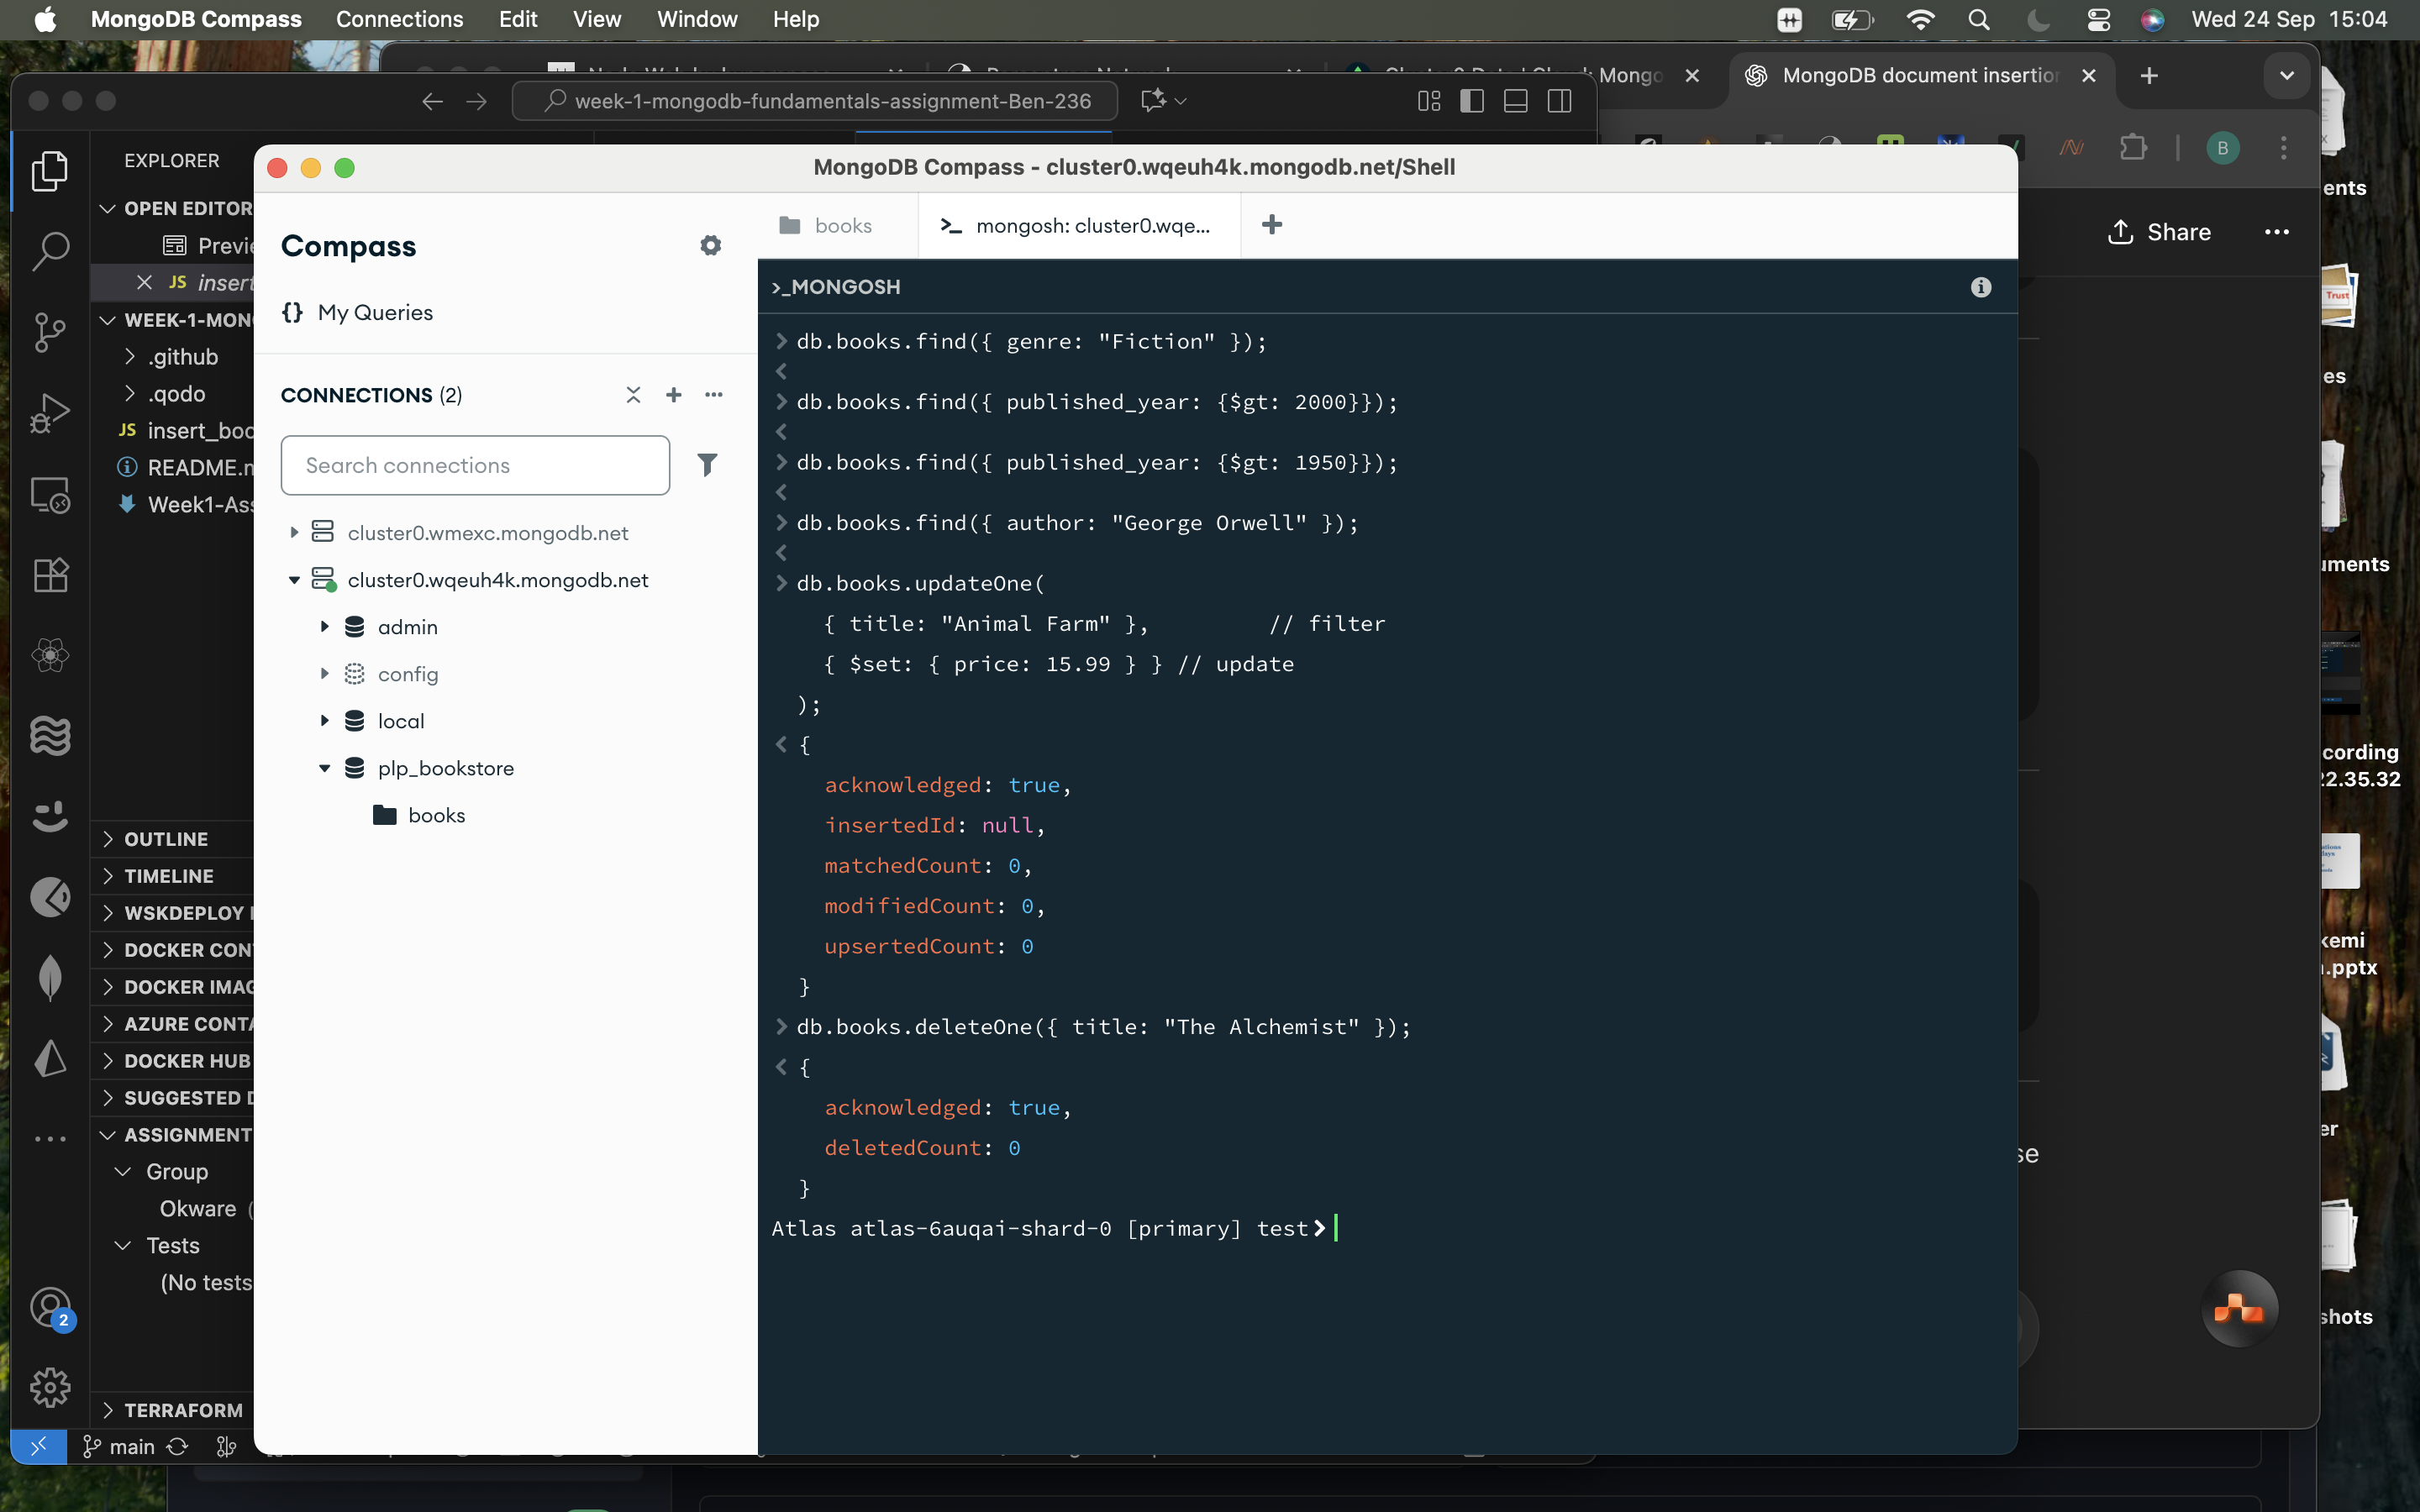 MongoDB Compass Connections Edit View Window Help Wed 24 Sep 15:04
MongoDB document insertion
week-1-mongodb-fundamentals-assignment-Ben-236
B
Share
EXPLORER
OPEN EDITOR
JS insert
WEEK-1-MON
.github
.qodo
JS insert_boo
README.m
Week1-Ass
OUTLINE
TIMELINE
WSKDEPLOY
DOCKER CON
DOCKER IMAG
AZURE CONTA
DOCKER HUB
SUGGESTED D
ASSIGNMENT
Group
Okware (
Tests
(No tests
2
TERRAFORM
main
MongoDB Compass - cluster0.wqeuh4k.mongodb.net/Shell
Compass
{} My Queries
CONNECTIONS (2)
Search connections
cluster0.wmexc.mongodb.net
cluster0.wqeuh4k.mongodb.net
admin
config
local
plp_bookstore
books
books
>_ mongosh: cluster0.wqe...
>_MONGOSH
> db.books.find({ genre: "Fiction" });
<
> db.books.find({ published_year: {$gt: 2000}});
<
> db.books.find({ published_year: {$gt: 1950}});
<
> db.books.find({ author: "George Orwell" });
<
> db.books.updateOne(
{ title: "Animal Farm" }, // filter
{ $set: { price: 15.99 } } // update
);
< {
acknowledged: true,
insertedId: null,
matchedCount: 0,
modifiedCount: 0,
upsertedCount: 0
}
> db.books.deleteOne({ title: "The Alchemist" });
< {
acknowledged: true,
deletedCount: 0
}
Atlas atlas-6auqai-shard-0 [primary] test>
ents
Trust
es
uments
cording
22.35.32
kemi
.pptx
er
shots
se